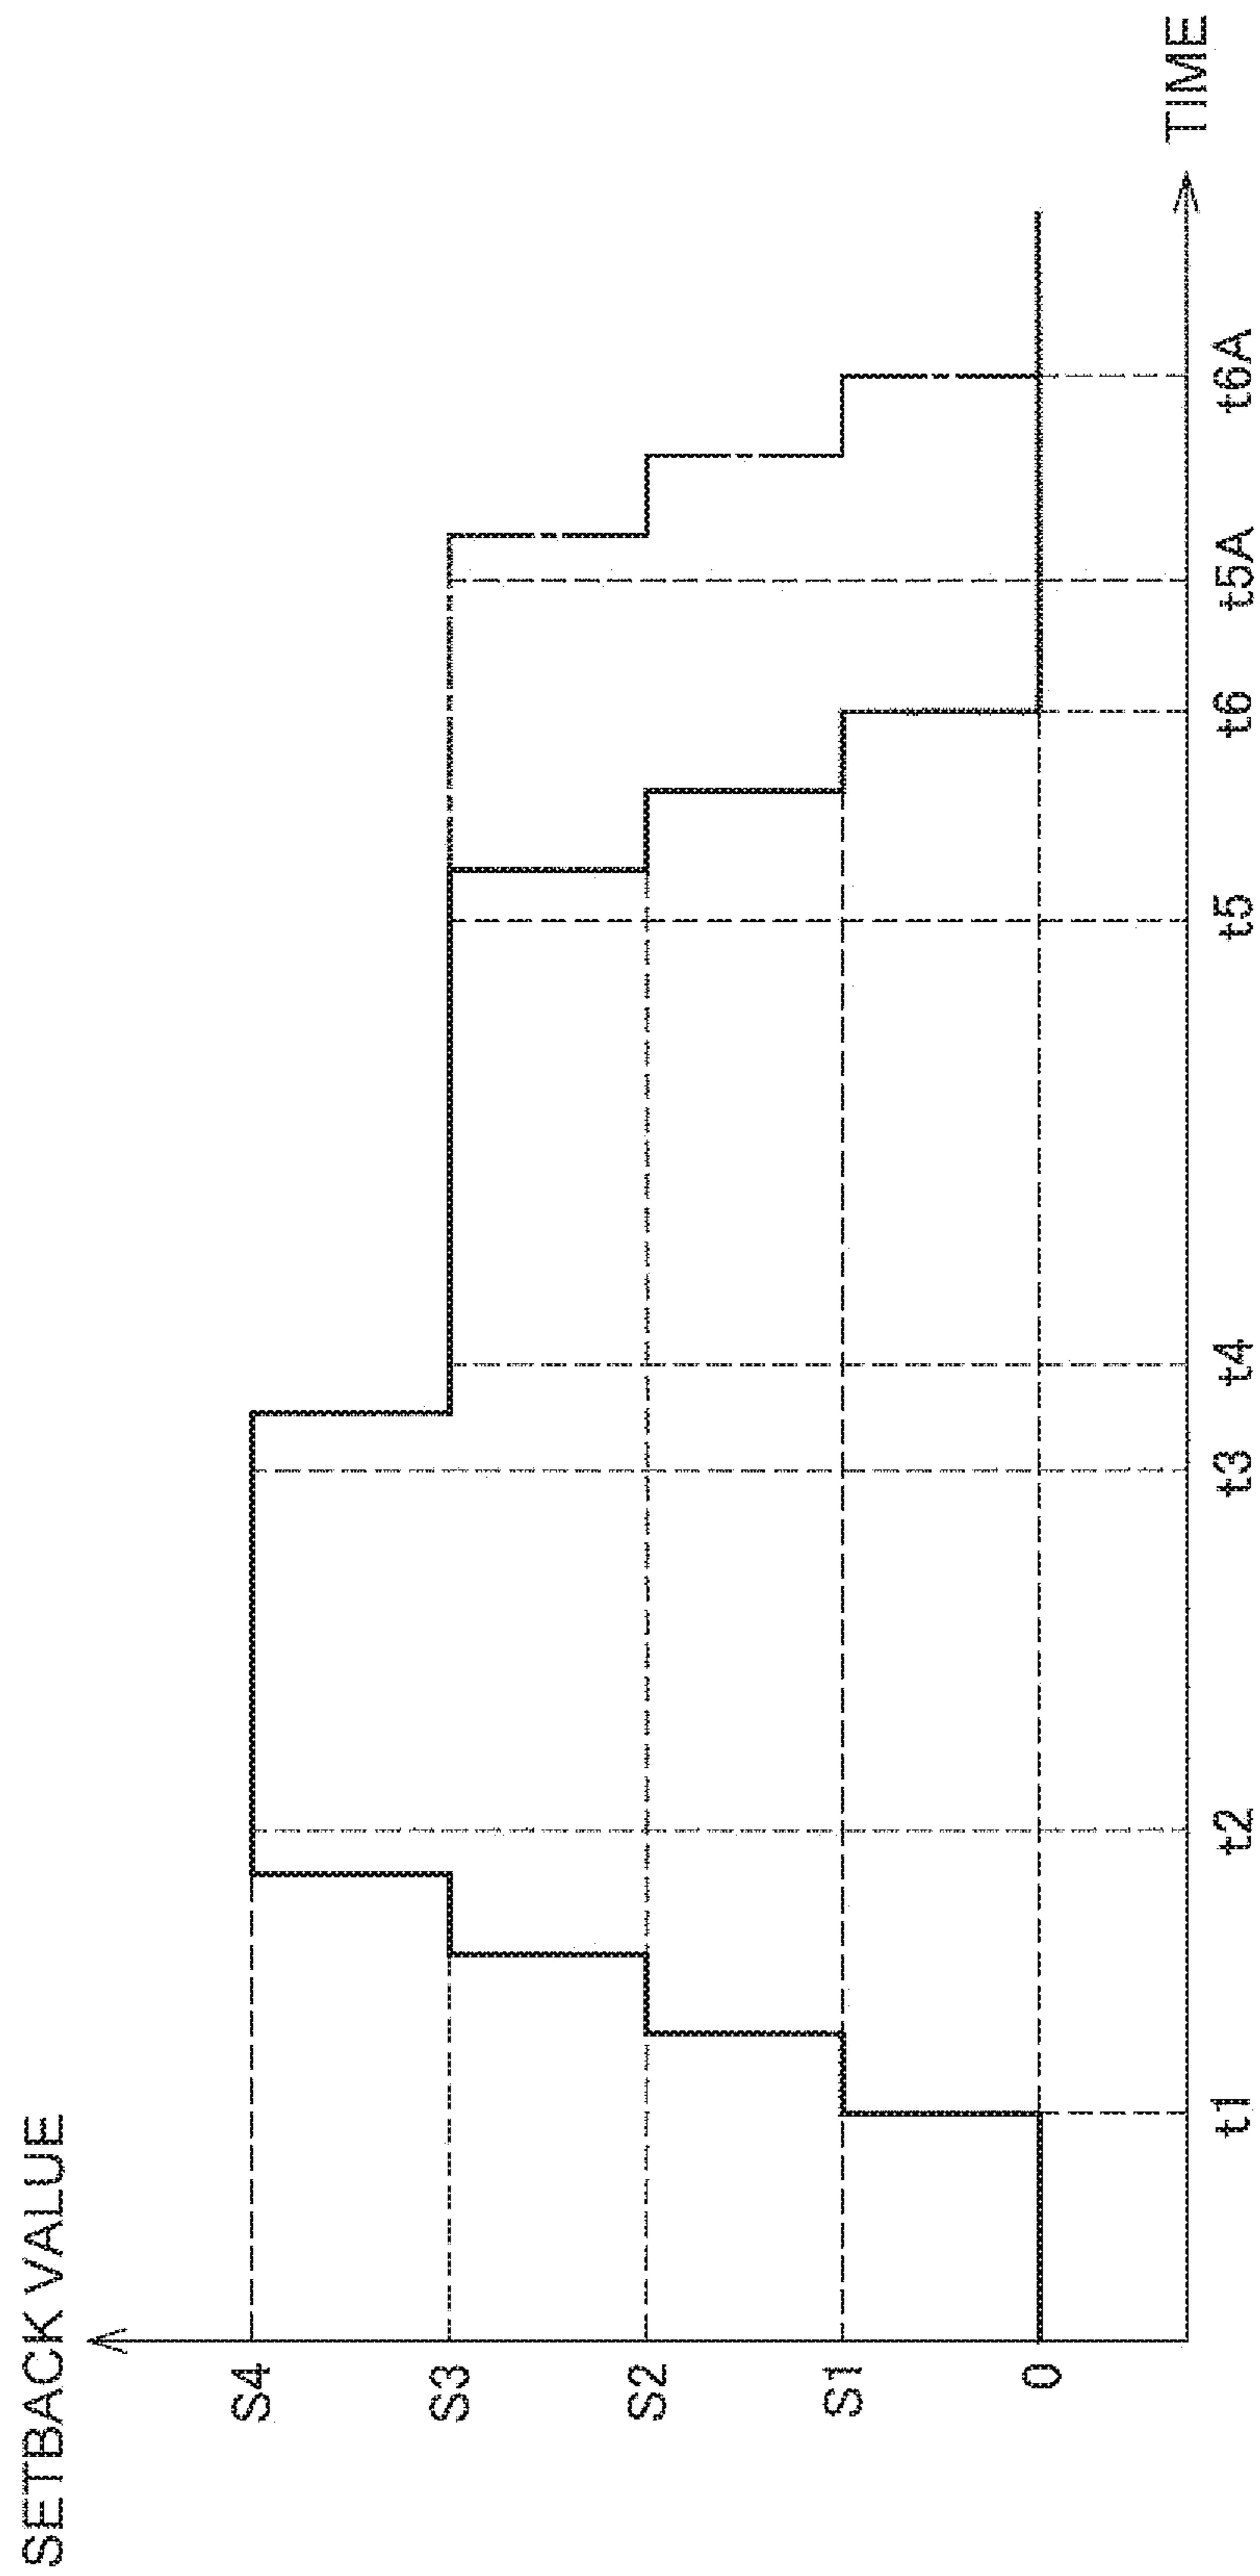 SETBACK VALUE
S4
S3
S2
S1
0
t1
t2
t3
t4
t5
t6
t5A
t6A
TIME